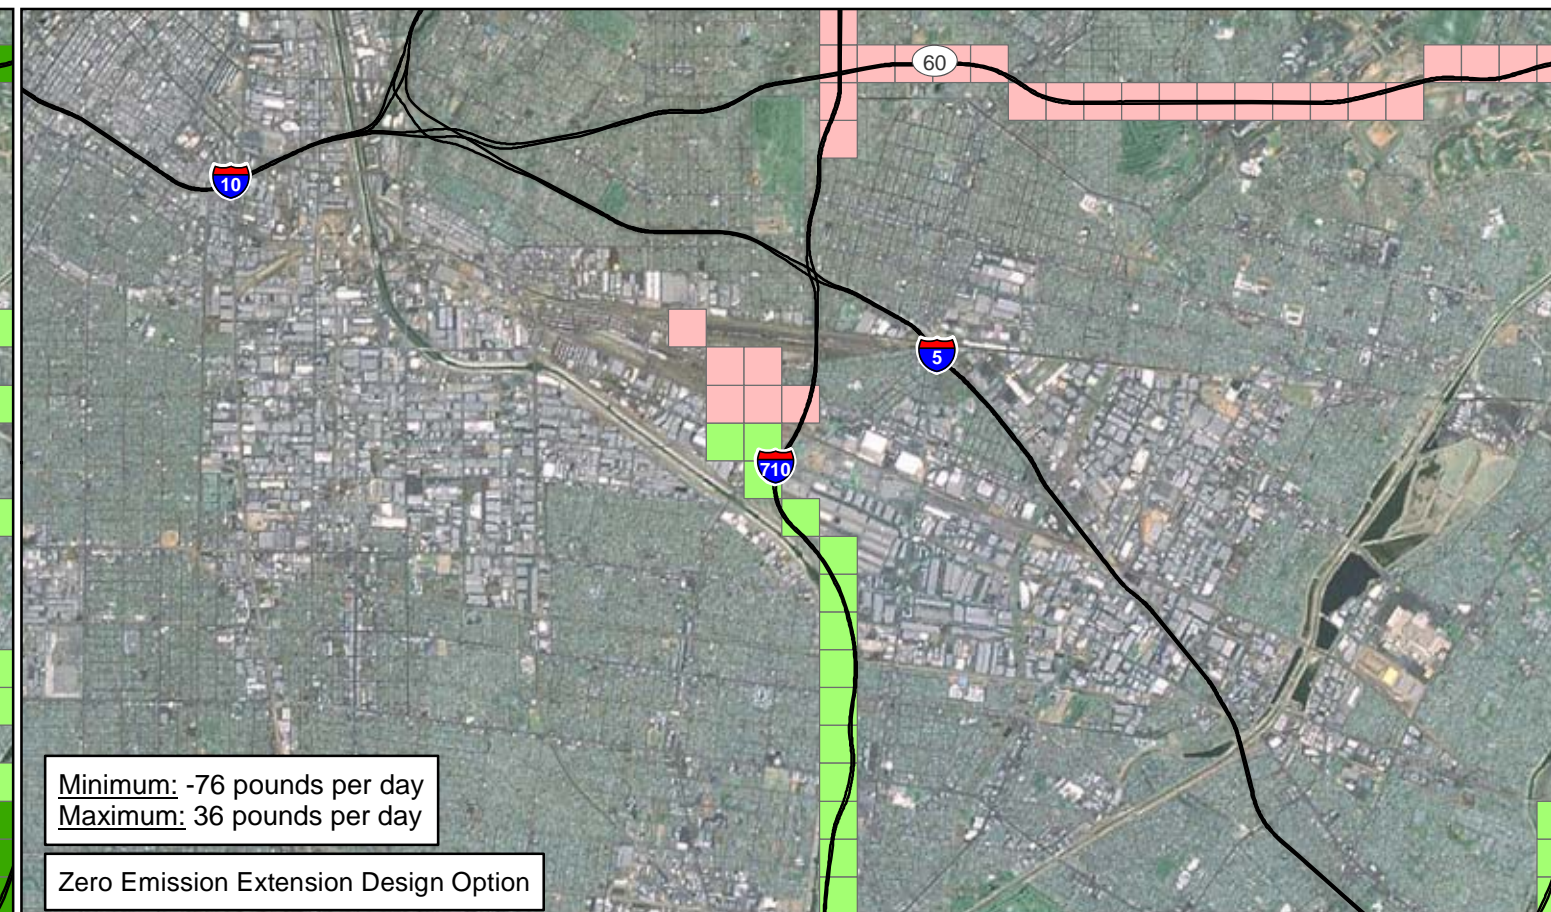 60
10
5
710
Minimum: -76 pounds per day
Maximum: 36 pounds per day
Zero Emission Extension Design Option